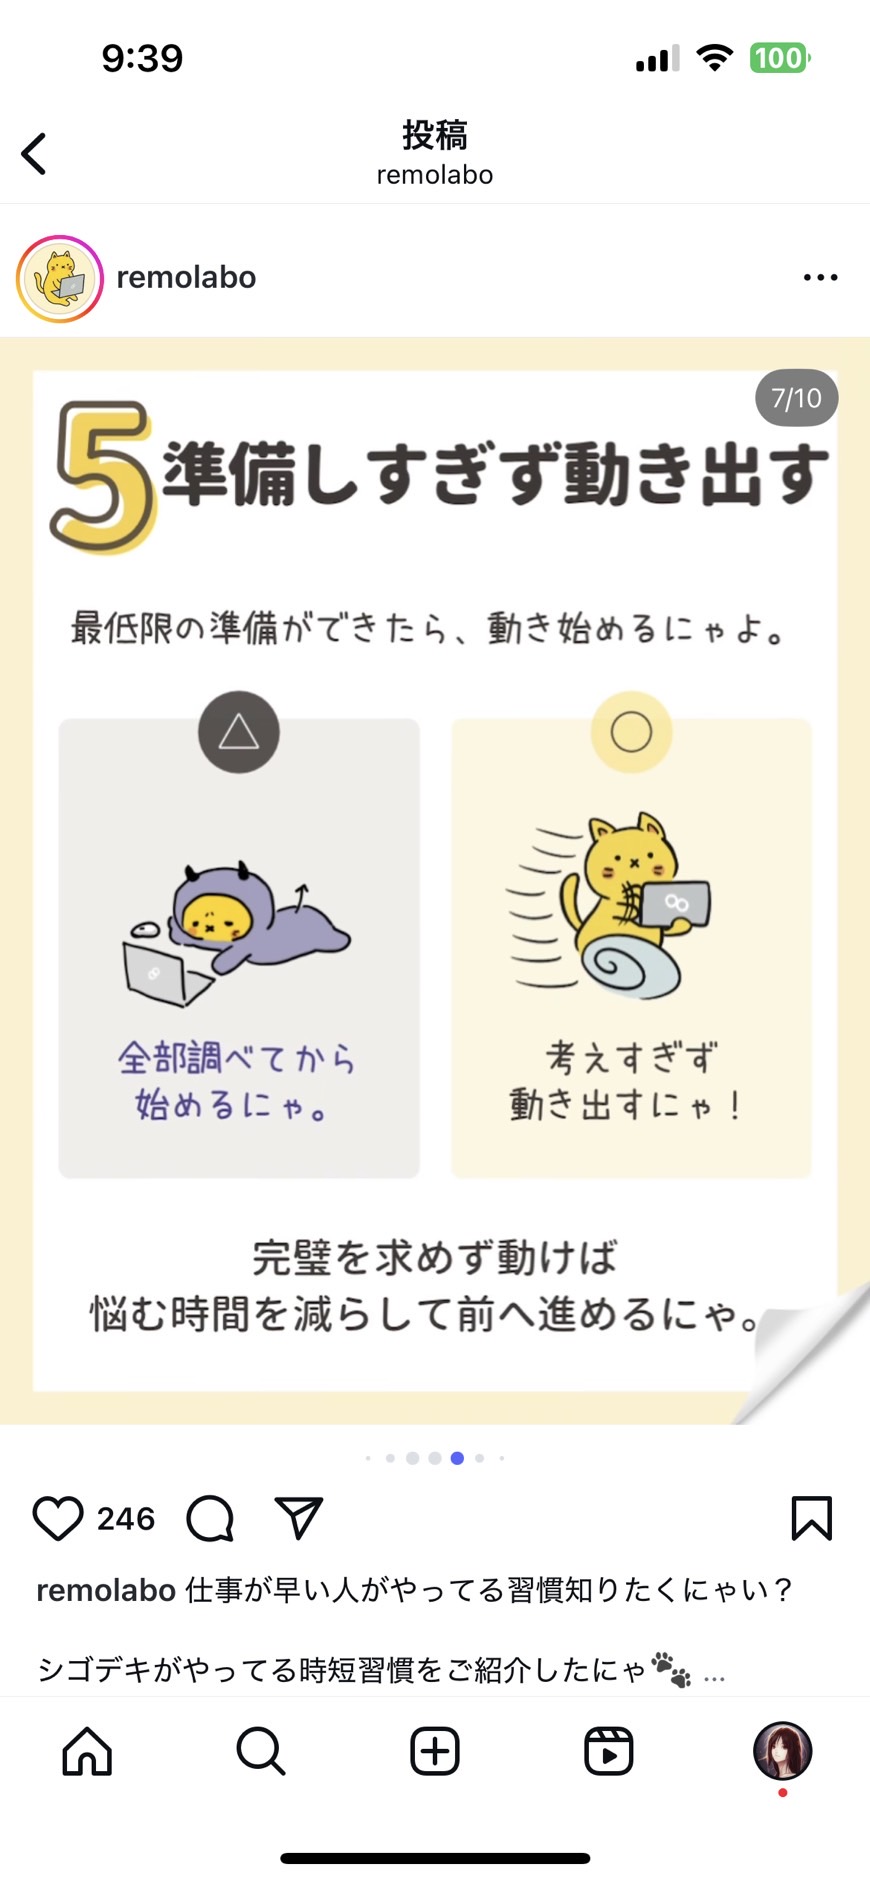 9:39
100
投稿
remolabo
remolabo
7/10
5 準備しすぎず動き出す
最低限の準備ができたら、動き始めるにゃよ。
全部調べてから
始めるにゃ。
考えすぎず
動き出すにゃ！
完璧を求めず動けば
悩む時間を減らして前へ進めるにゃ。
246
remolabo 仕事が早い人がやってる習慣知りたくにゃい？
シゴデキがやってる時短習慣をご紹介したにゃ🐾 ...